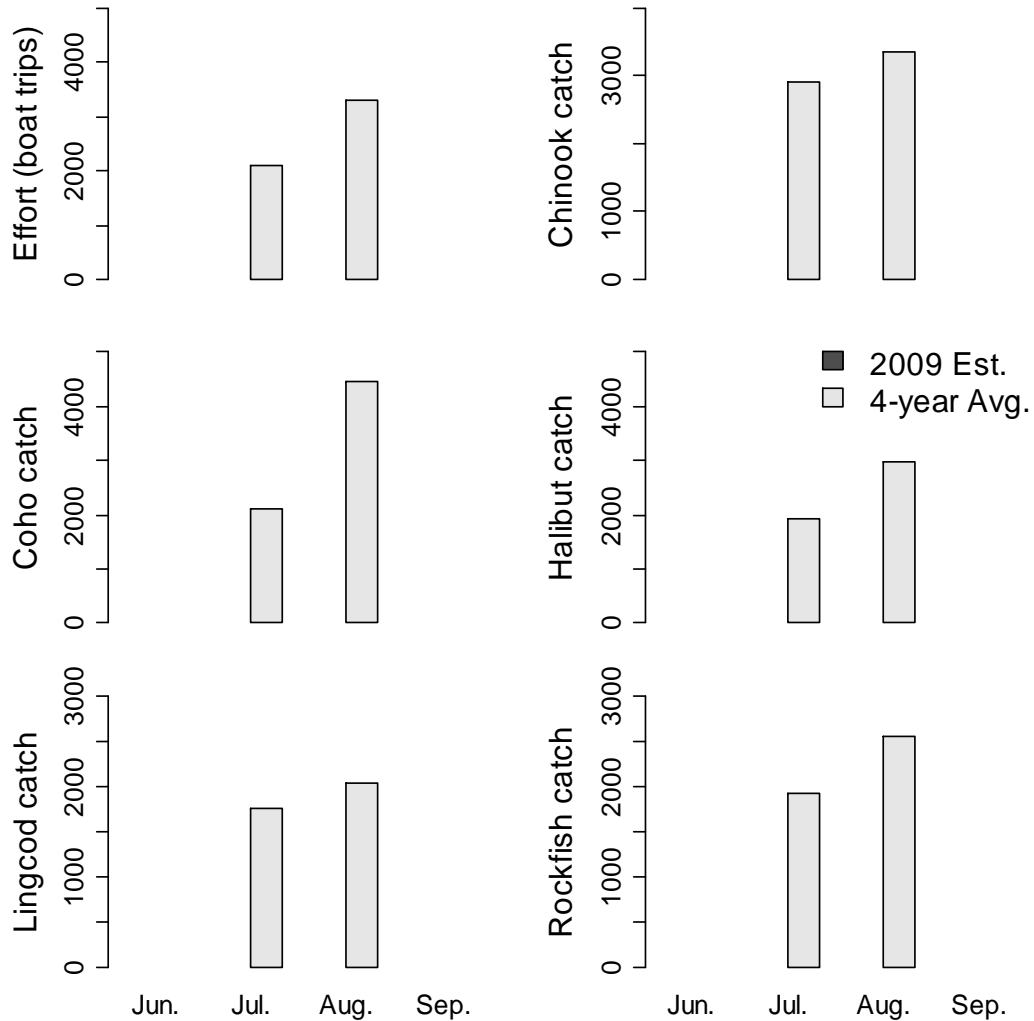 Effort (boat trips)
0
2000
4000
Chinook catch
0
1000
3000
Coho catch
0
2000
4000
Halibut catch
0
2000
4000
2009 Est.
4-year Avg.
Lingcod catch
0
1000
2000
3000
Rockfish catch
0
1000
2000
3000
Jun. Jul. Aug. Sep.
Jun. Jul. Aug. Sep.